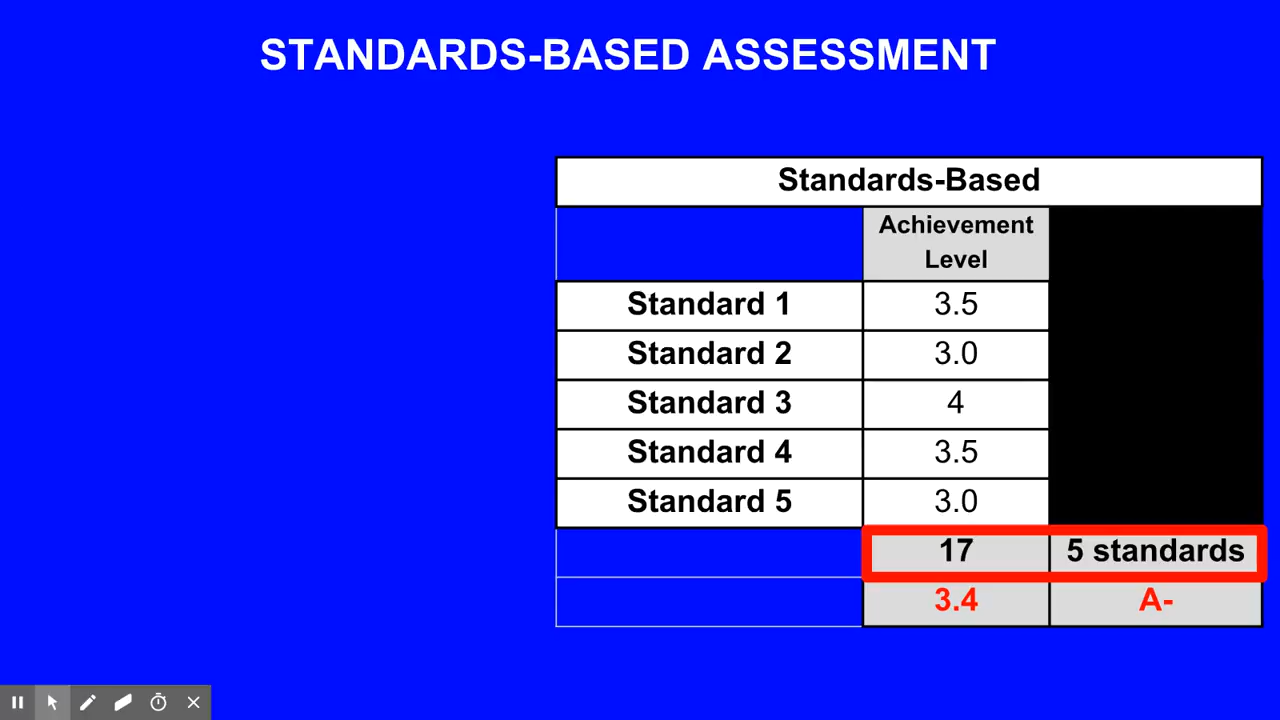 STANDARDS-BASED ASSESSMENT
Standards-Based
Achievement
Level
Standard 1 3.5
Standard 2 3.0
Standard 3 4
Standard 4 3.5
Standard 5 3.0
17 5 standards
3.4 A-